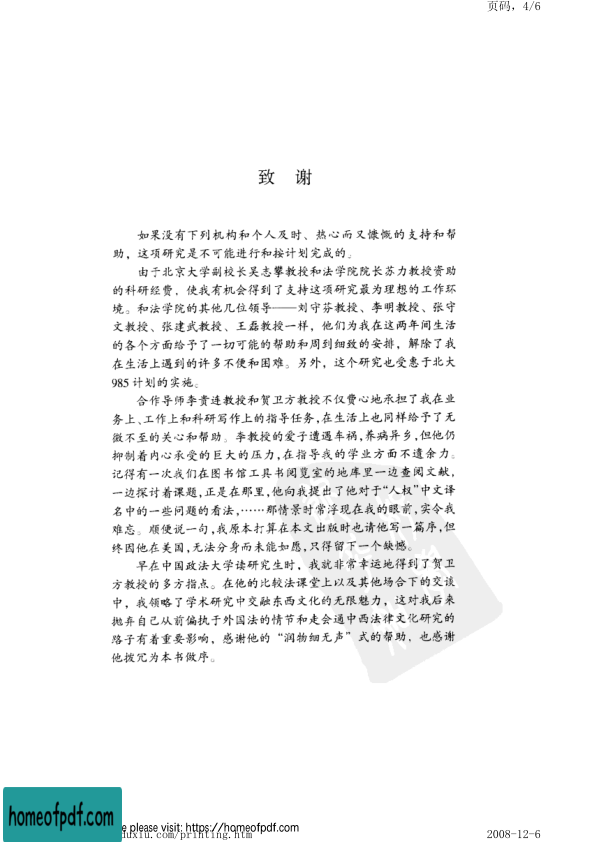 页码，4/6
致 谢
如果没有下列机构和个人及时、热心而又慷慨的支持和帮
助，这项研究是不可能进行和按计划完成的。
由于北京大学副校长吴志攀教授和法学院院长苏力教授资助
的科研经费，使我有机会得到了支持这项研究最为理想的工作环
境。和法学院的其他几位领导——刘守芬教授、李明教授、张守
文教授、张建武教授、王磊教授一样，他们为我在这两年间生活
的各个方面给予了一切可能的帮助和周到细致的安排，解除了我
在生活上遇到的许多不便和困难。另外，这个研究也受惠于北大
985计划的实施。
合作导师李贵连教授和贺卫方教授不仅费心地承担了我在业
务上、工作上和科研写作上的指导任务，在生活上也同样给予了无
微不至的关心和帮助。李教授的爱子遭遇车祸，养病异乡，但他仍
抑制着内心承受的巨大的压力，在指导我的学业方面不遗余力。
记得有一次我们在图书馆工具书阅览室的地库里一边查阅文献，
一边探讨着课题，正是在那里，他向我提出了他对于“人权”中文译
名中的一些问题的看法，……那情景时常浮现在我的眼前，实令我
难忘。顺便说一句，我原本打算在本文出版时也请他写一篇序，但
终因他在美国，无法分身而未能如愿，只得留下一个缺憾。
早在中国政法大学读研究生时，我就非常幸运地得到了贺卫
方教授的多方指点。在他的比较法课堂上以及其他场合下的交谈
中，我领略了学术研究中交融东西文化的无限魅力，这对我后来
抛弃自己从前偏执于外国法的情节和走会通中西法律文化研究的
路子有着重要影响，感谢他的“润物细无声”式的帮助，也感谢
他拨冗为本书做序。
homeofpdf.com
e please visit: https://homeofpdf.com
duxiu.com/printing.htm
2008-12-6